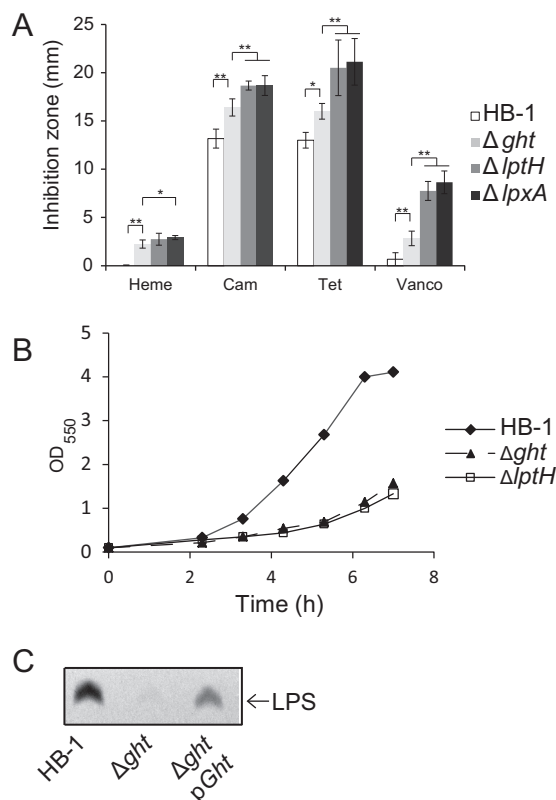 A
Inhibition zone (mm)
25
20
15
10
5
0
** * ** ** * ** ** **
Heme Cam Tet Vanco
HB-1
Δght
ΔlptH
ΔlpxA
B
OD550
5
4
3
2
1
0
0 2 4 6 8
Time (h)
HB-1
Δght
ΔlptH
C
←LPS
HB-1
Δght
Δght
pGht